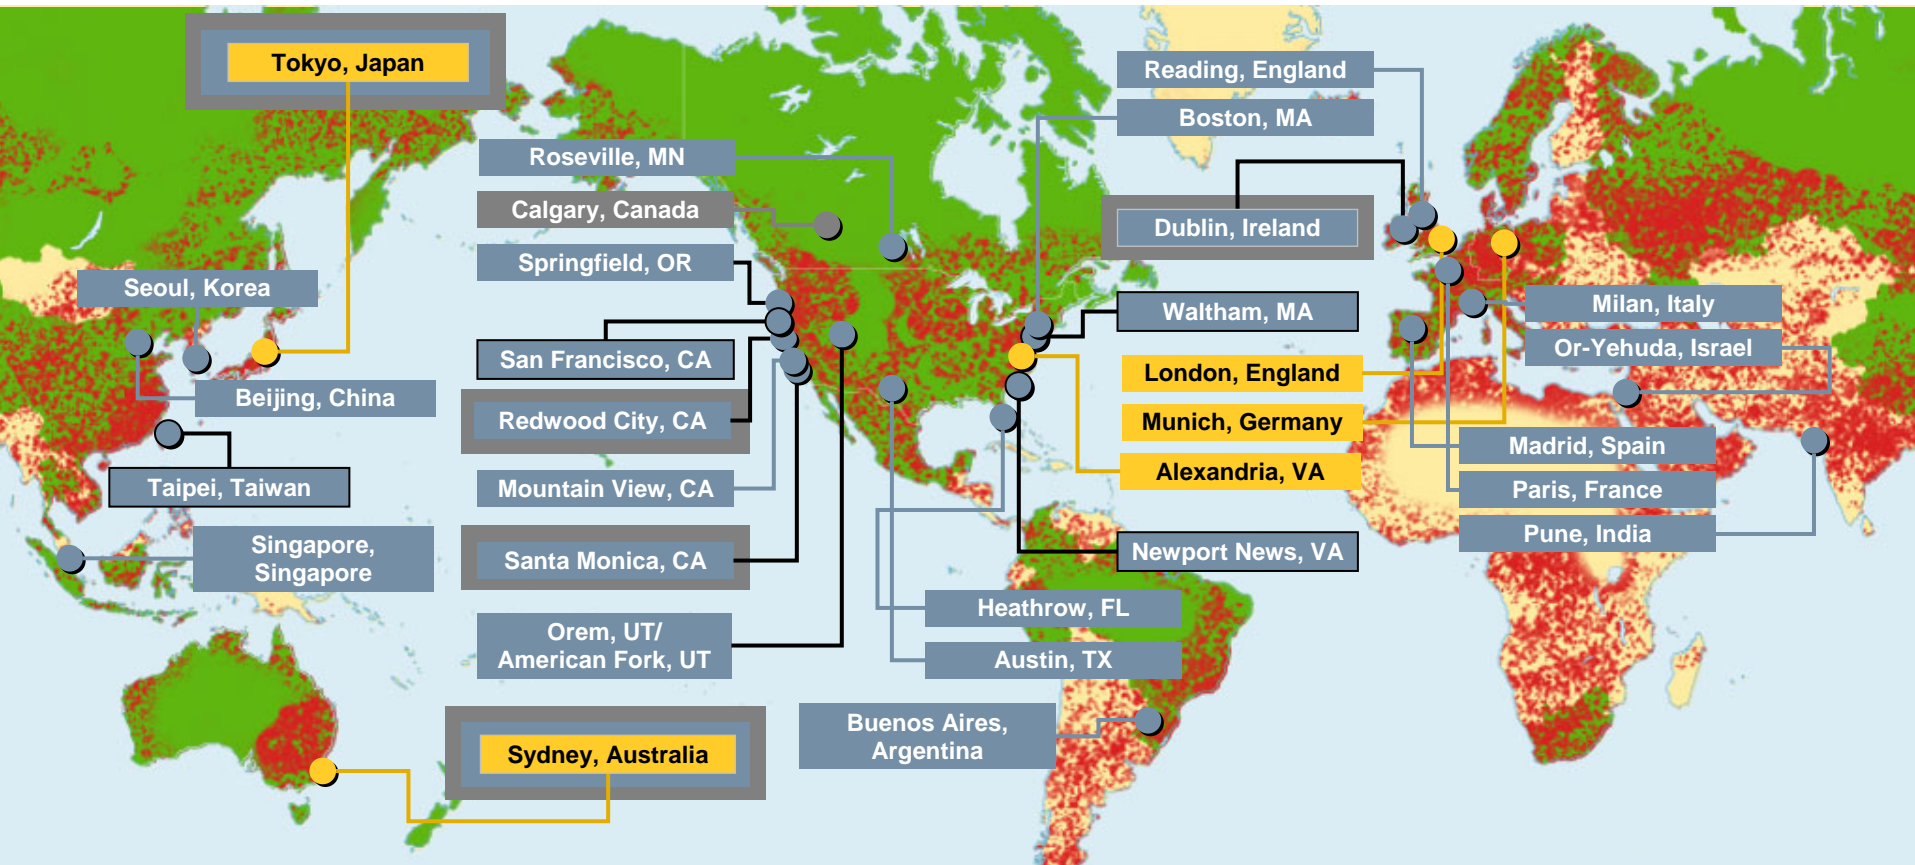 Tokyo, Japan
Reading, England
Boston, MA
Roseville, MN
Calgary, Canada
Dublin, Ireland
Springfield, OR
Seoul, Korea
Waltham, MA
Milan, Italy
San Francisco, CA
Or-Yehuda, Israel
London, England
Beijing, China
Redwood City, CA
Munich, Germany
Madrid, Spain
Alexandria, VA
Taipei, Taiwan
Mountain View, CA
Paris, France
Pune, India
Singapore,
Singapore
Santa Monica, CA
Newport News, VA
Heathrow, FL
Orem, UT/
American Fork, UT
Austin, TX
Buenos Aires,
Argentina
Sydney, Australia